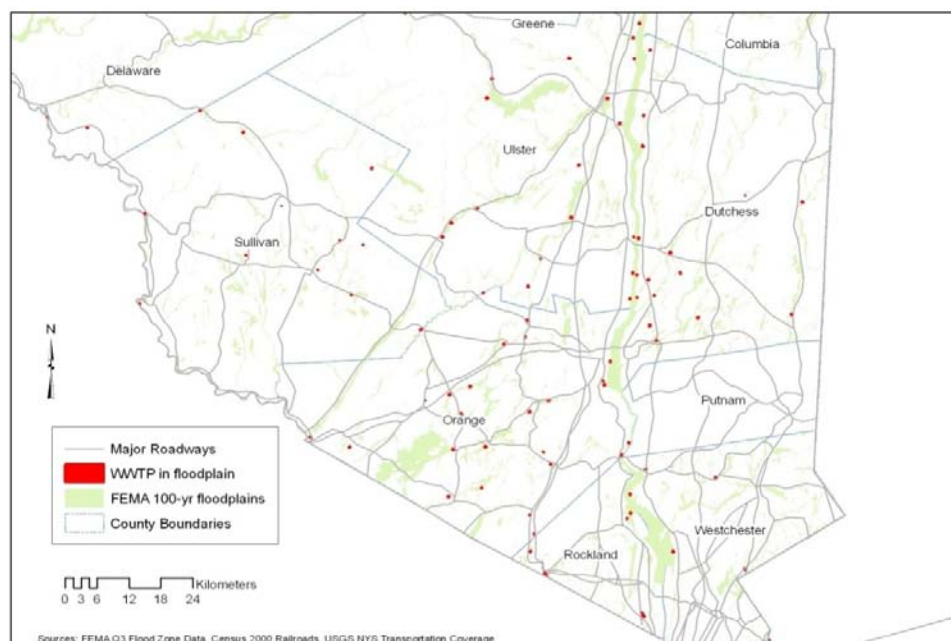 Greene
Columbia
Delaware
Ulster
Dutchess
Sullivan
N
Putnam
Orange
Major Roadways
WWTP in floodplain
FEMA 100-yr floodplains
County Boundaries
Westchester
Rockland
Kilometers
0 3 6 12 18 24
Sources: FEMA Q3 Flood Zone Data, Census 2000 Railroads, USGS NYS Transportation Coverage